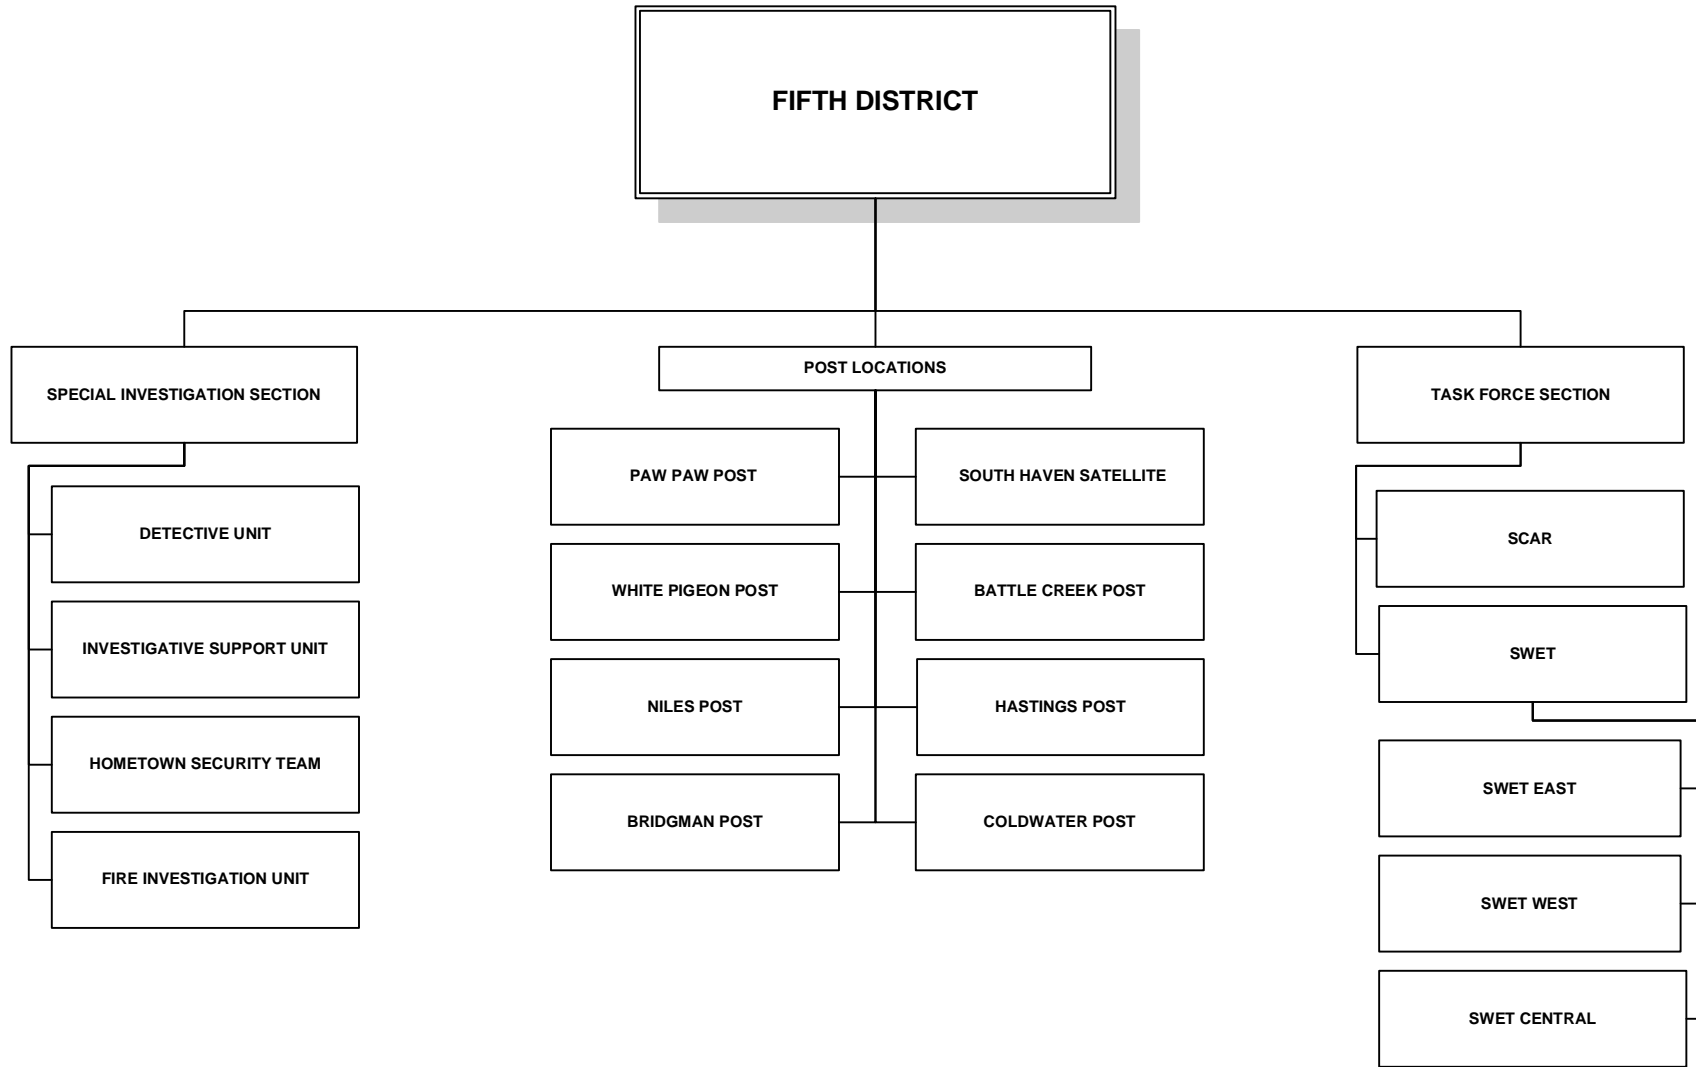 FIFTH DISTRICT
SPECIAL INVESTIGATION SECTION
DETECTIVE UNIT
INVESTIGATIVE SUPPORT UNIT
HOMETOWN SECURITY TEAM
FIRE INVESTIGATION UNIT
POST LOCATIONS
PAW PAW POST
SOUTH HAVEN SATELLITE
WHITE PIGEON POST
BATTLE CREEK POST
NILES POST
HASTINGS POST
BRIDGMAN POST
COLDWATER POST
TASK FORCE SECTION
SCAR
SWET
SWET EAST
SWET WEST
SWET CENTRAL